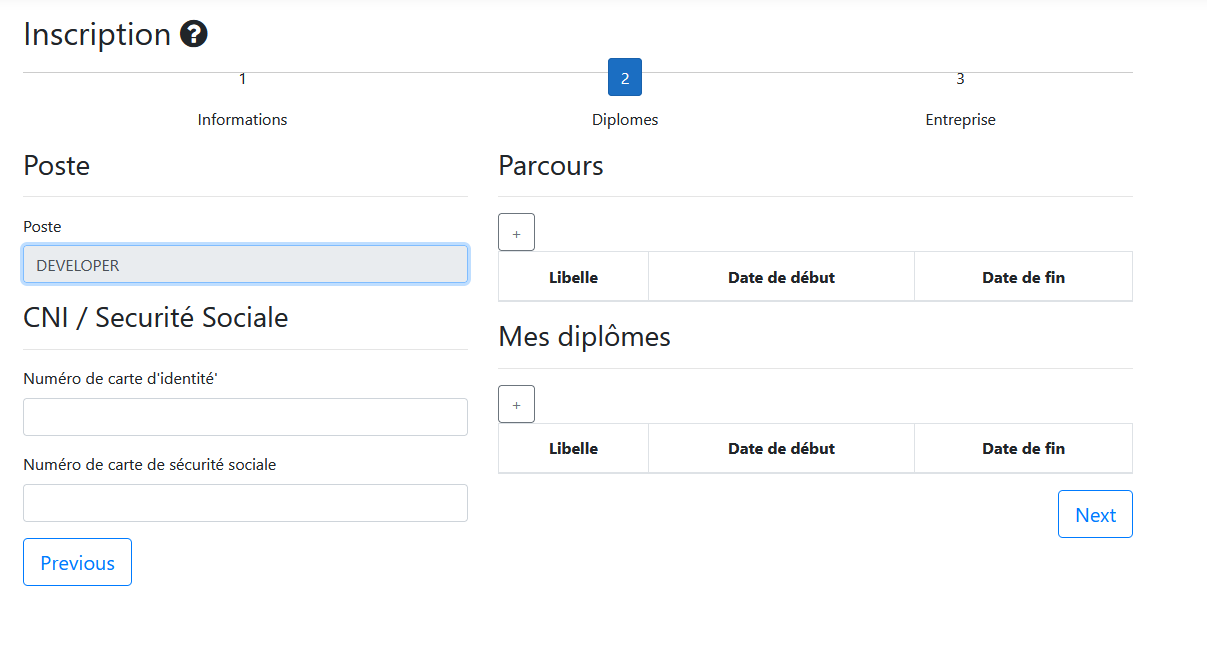 Inscription ?
1 2 3
Informations Diplomes Entreprise
Poste
Poste
DEVELOPER
CNI / Securité Sociale
Numéro de carte d'identité'
Numéro de carte de sécurité sociale
Previous
Parcours
+
Libelle Date de début Date de fin
Mes diplômes
+
Libelle Date de début Date de fin
Next